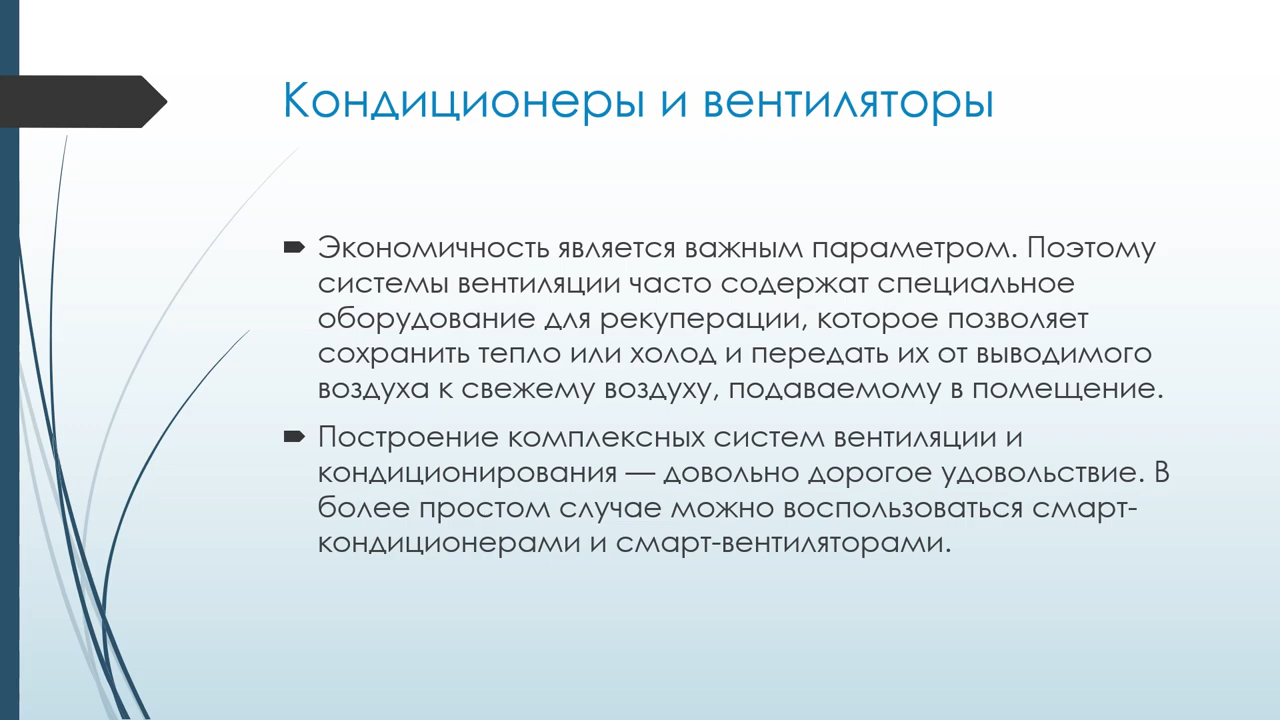 Кондиционеры и вентиляторы
Экономичность является важным параметром. Поэтому
системы вентиляции часто содержат специальное
оборудование для рекуперации, которое позволяет
сохранить тепло или холод и передать их от выводимого
воздуха к свежему воздуху, подаваемому в помещение.
Построение комплексных систем вентиляции и
кондиционирования — довольно дорогое удовольствие. В
более простом случае можно воспользоваться смарт-
кондиционерами и смарт-вентиляторами.